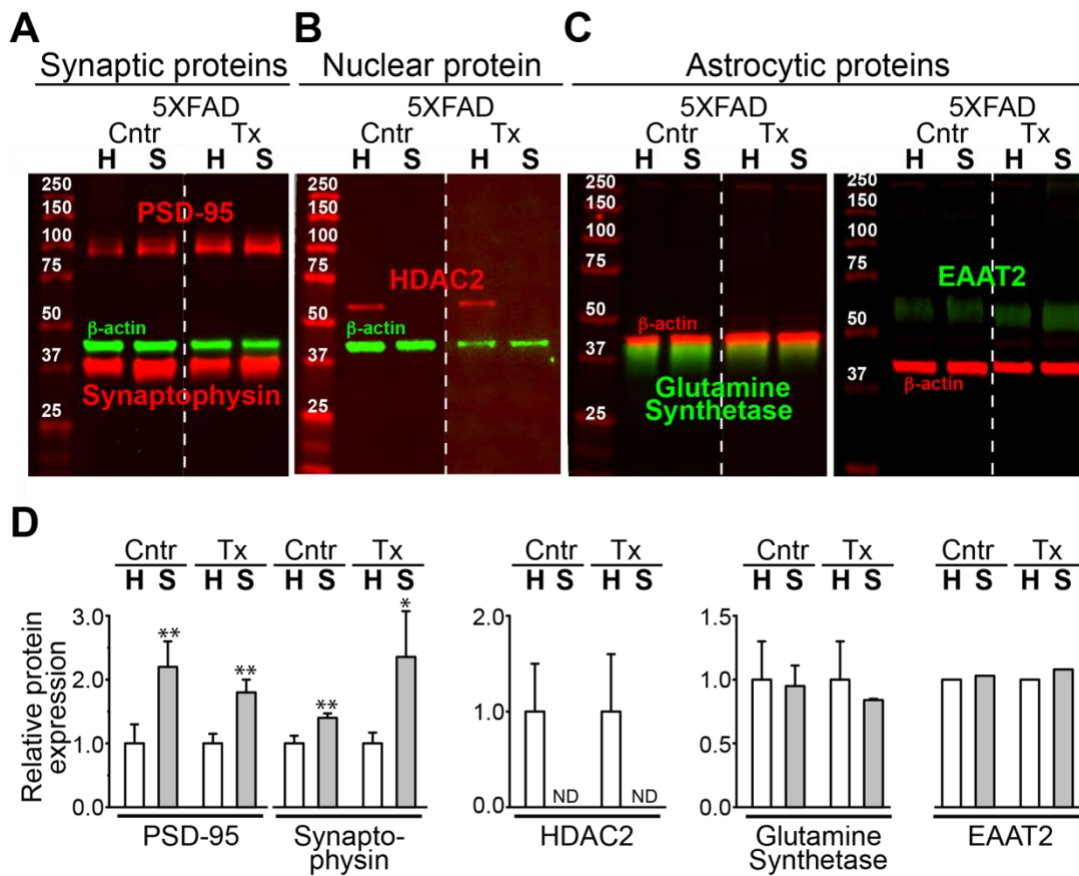 A
B
C
Synaptic proteins
Nuclear protein
Astrocytic proteins
5XFAD
5XFAD
5XFAD
5XFAD
Cntr Tx
Cntr Tx
Cntr Tx
Cntr Tx
H S H S
H S H S
H S H S
H S H S
250
150
100
75
50
37
25
PSD-95
β-actin
Synaptophysin
250
150
100
75
50
37
25
HDAC2
β-actin
250
150
100
75
50
37
25
β-actin
Glutamine
Synthetase
250
150
100
75
50
37
EAAT2
β-actin
D
Cntr Tx Cntr Tx
H S H S H S H S
Relative protein
expression
3.0
2.0
1.0
0.0
** ** ** *
PSD-95
Synapto-
physin
Cntr Tx
H S H S
2.0
1.0
0.0
ND ND
HDAC2
Cntr Tx
H S H S
1.5
1.0
0.5
0.0
Glutamine
Synthetase
Cntr Tx
H S H S
EAAT2